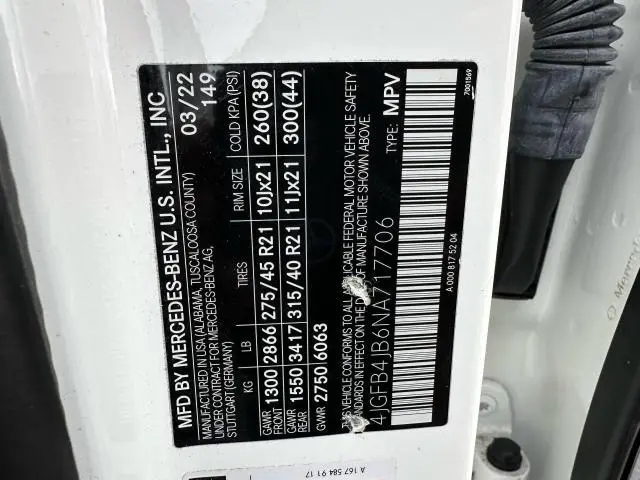 MFD BY MERCEDES-BENZ U.S. INTL., INC
MANUFACTURED IN USA (ALABAMA, TUSCALOOSA COUNTY)
FOR MERCEDES-BENZ AG,
STUTTGART (GERMANY)
03/22
149
KG LB TIRES RIM SIZE COLD KPA (PSI)
GAWR FRONT 1300 2866 275/45 R21 10Jx21 260(38)
GAWR REAR 1550 3417 315/40 R21 11Jx21 300(44)
GVWR 2750 6063
THIS VEHICLE CONFORMS TO ALL APPLICABLE FEDERAL MOTOR VEHICLE SAFETY
STANDARDS IN EFFECT ON THE DATE OF MANUFACTURE SHOWN ABOVE.
4JGFB4JB6NA717706 TYPE: MPV
A 000 817 52 04
7001569
A 167 584 91 17